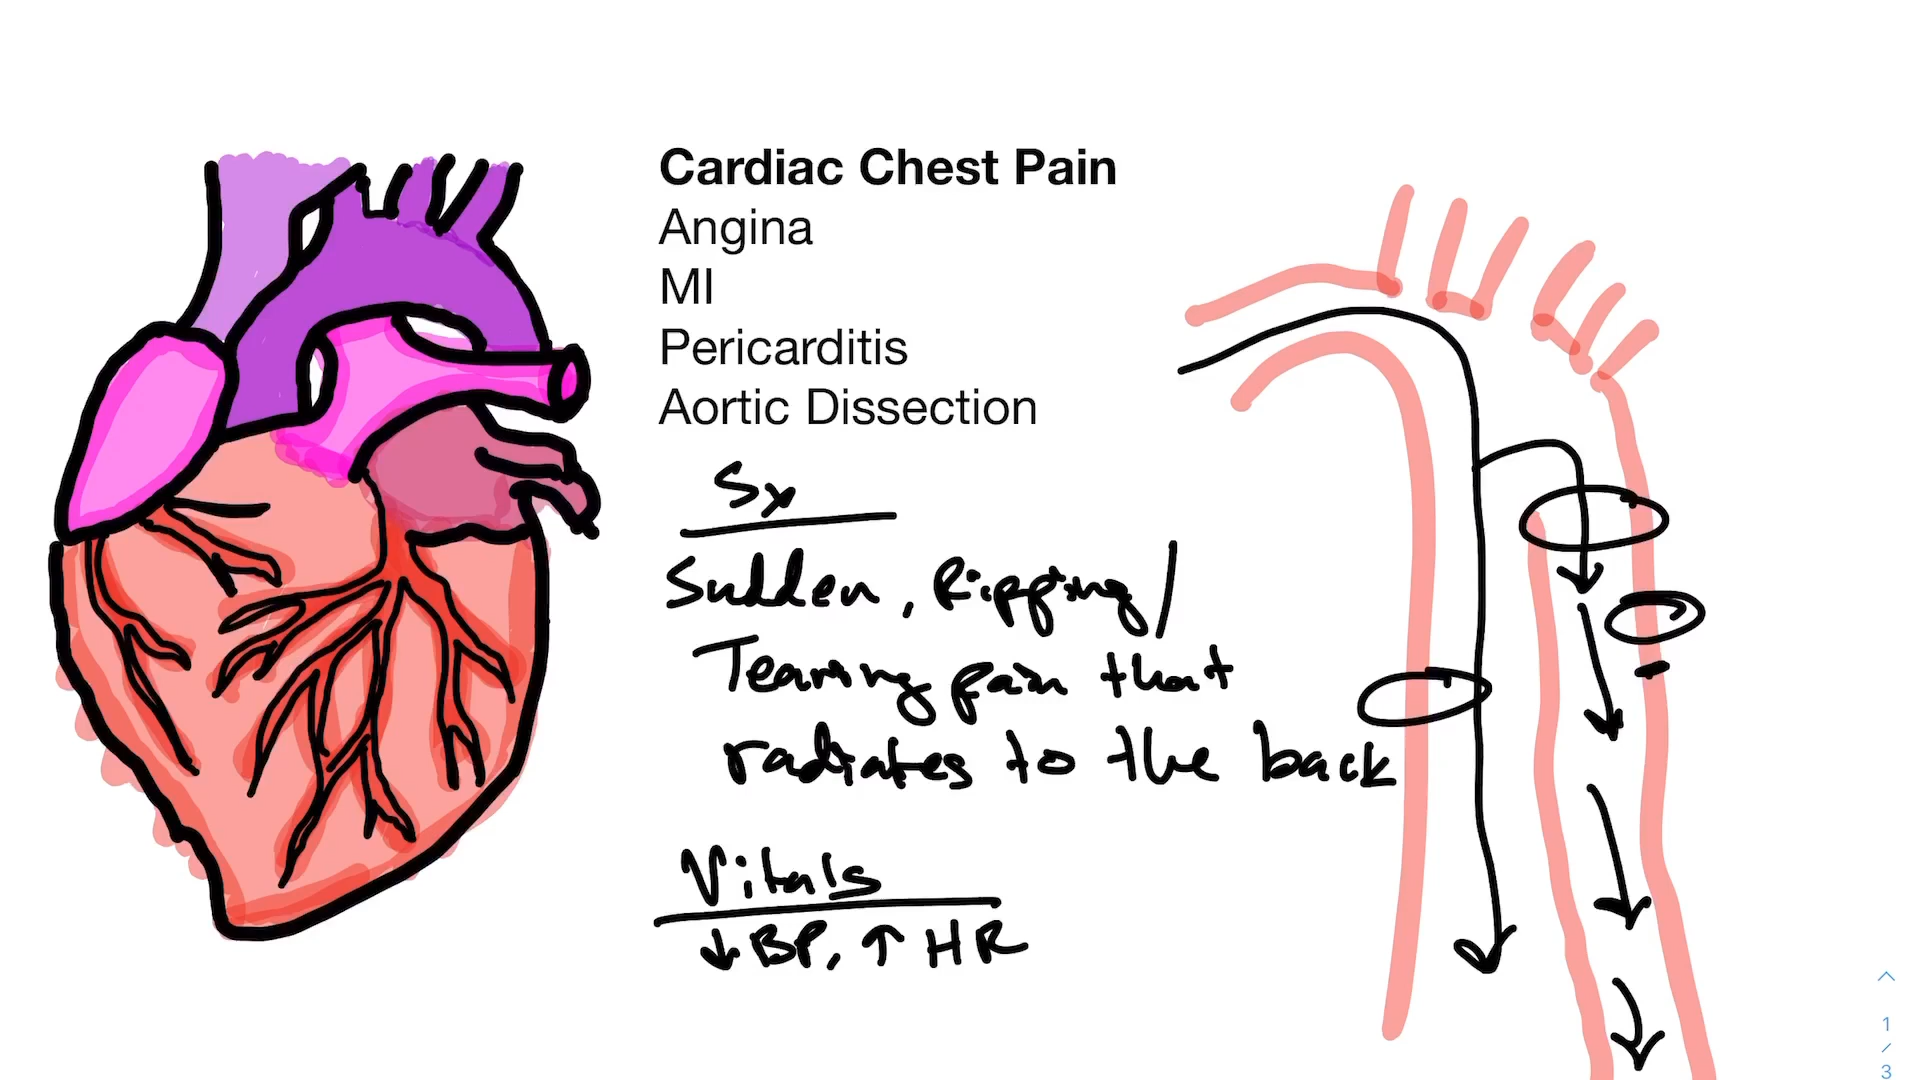 Cardiac Chest Pain
Angina
MI
Pericarditis
Aortic Dissection
Sx
Sudden, Ripping/
Tearing pain that
radiates to the back
Vitals
↓ BP, ↑ HR
1
/
3